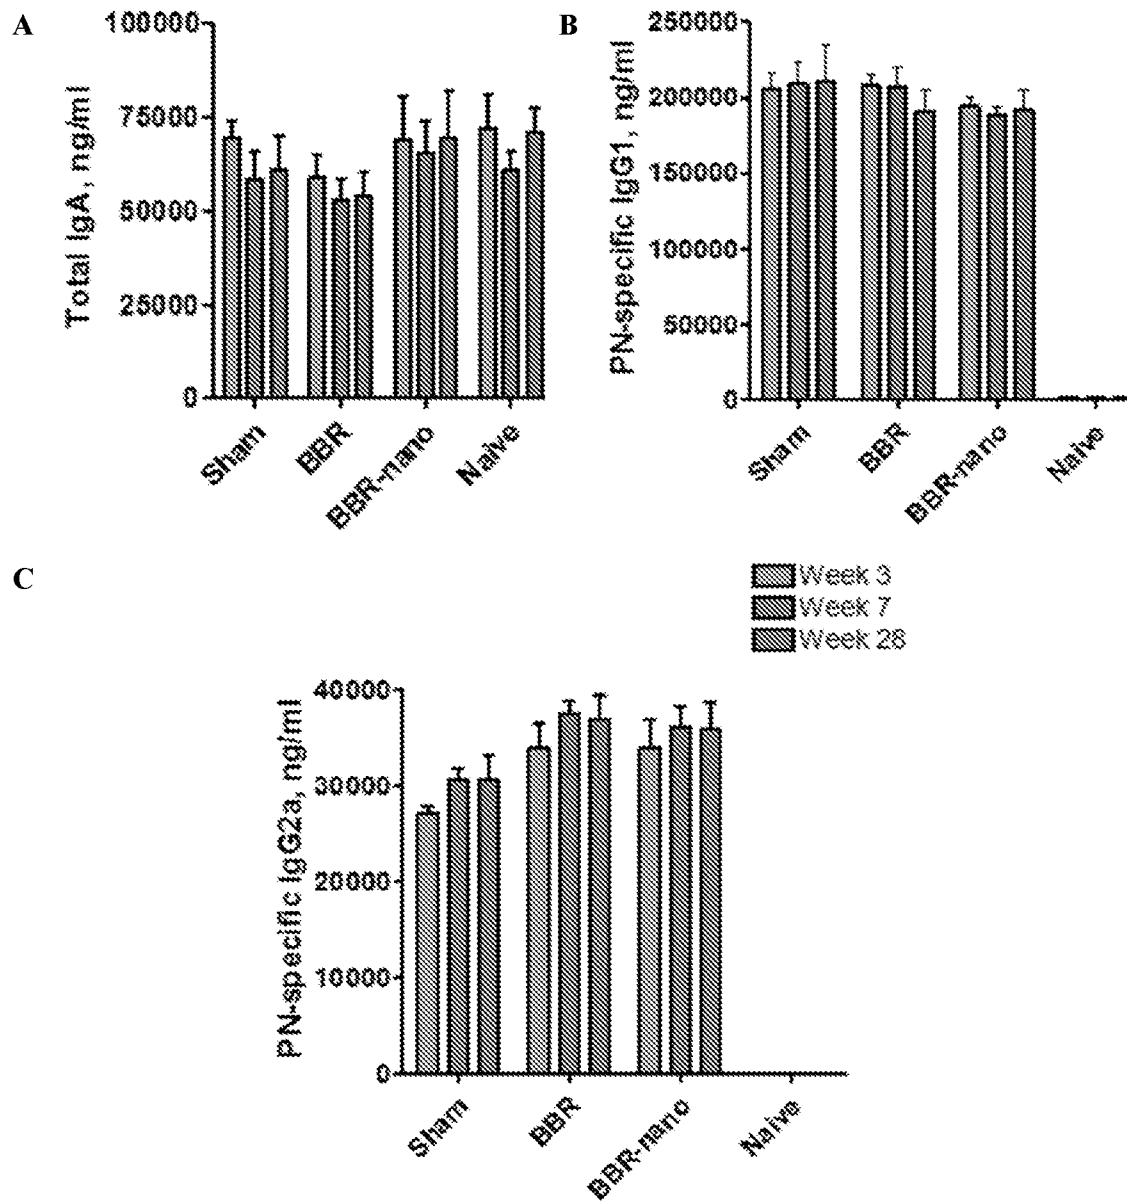 A
Total IgA, ng/ml
100000
75000
50000
25000
0
Sham
BBR
BBR-nano
Naive
B
PN-specific IgG1, ng/ml
250000
200000
150000
100000
50000
0
Sham
BBR
BBR-nano
Naive
C
Week 3
Week 7
Week 28
PN-specific IgG2a, ng/ml
40000
30000
20000
10000
0
Sham
BBR
BBR-nano
Naive